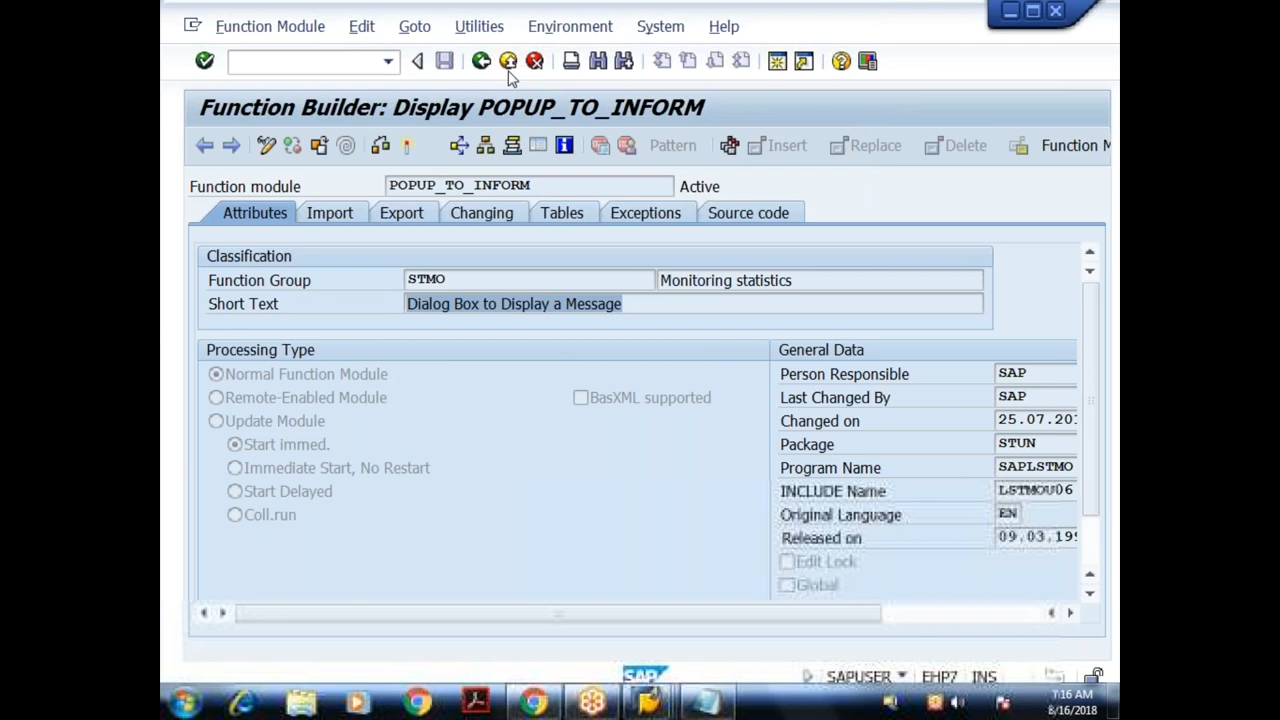 Function Module Edit Goto Utilities Environment System Help
Function Builder: Display POPUP_TO_INFORM
Pattern Insert Replace Delete Function M
Function module POPUP_TO_INFORM Active
Attributes Import Export Changing Tables Exceptions Source code
Classification
Function Group STMO Monitoring statistics
Short Text Dialog Box to Display a Message
Processing Type General Data
Normal Function Module Person Responsible SAP
Remote-Enabled Module BasXML supported Last Changed By SAP
Update Module Changed on 25.07.201
Start immed. Package STUN
Immediate Start, No Restart Program Name SAPLSTMO
Start Delayed INCLUDE Name LSTMOU06
Coll.run Original Language EN
Released on 09.03.199
Edit Lock
Global
SAP SAPUSER EHP7 INS
7:16 AM
8/16/2018